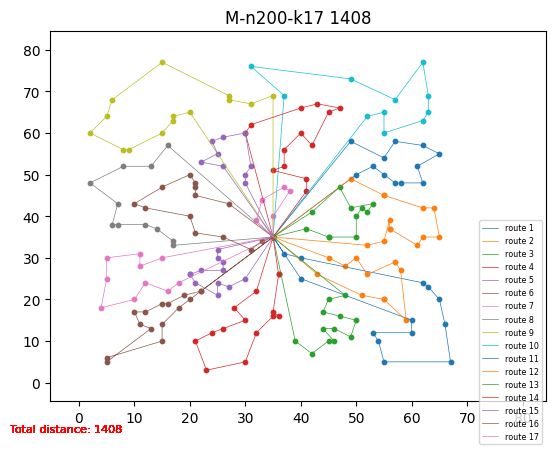 M-n200-k17 1408
80
70
60
50
40
30
20
10
0
0 10 20 30 40 50 60 70 80
route 1
route 2
route 3
route 4
route 5
route 6
route 7
route 8
route 9
route 10
route 11
route 12
route 13
route 14
route 15
route 16
route 17
Total distance: 1408